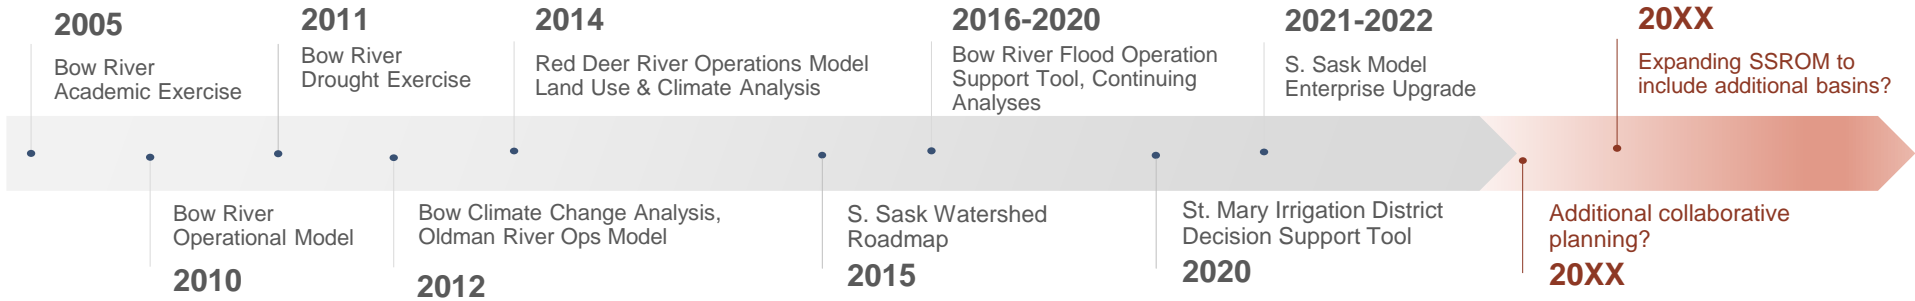 2005
Bow River
Academic Exercise
2011
Bow River
Drought Exercise
2014
Red Deer River Operations Model
Land Use & Climate Analysis
2016-2020
Bow River Flood Operation
Support Tool, Continuing
Analyses
2021-2022
S. Sask Model
Enterprise Upgrade
20XX
Expanding SSROM to
include additional basins?
Bow River
Operational Model
2010
Bow Climate Change Analysis,
Oldman River Ops Model
2012
S. Sask Watershed
Roadmap
2015
St. Mary Irrigation District
Decision Support Tool
2020
Additional collaborative
planning?
20XX